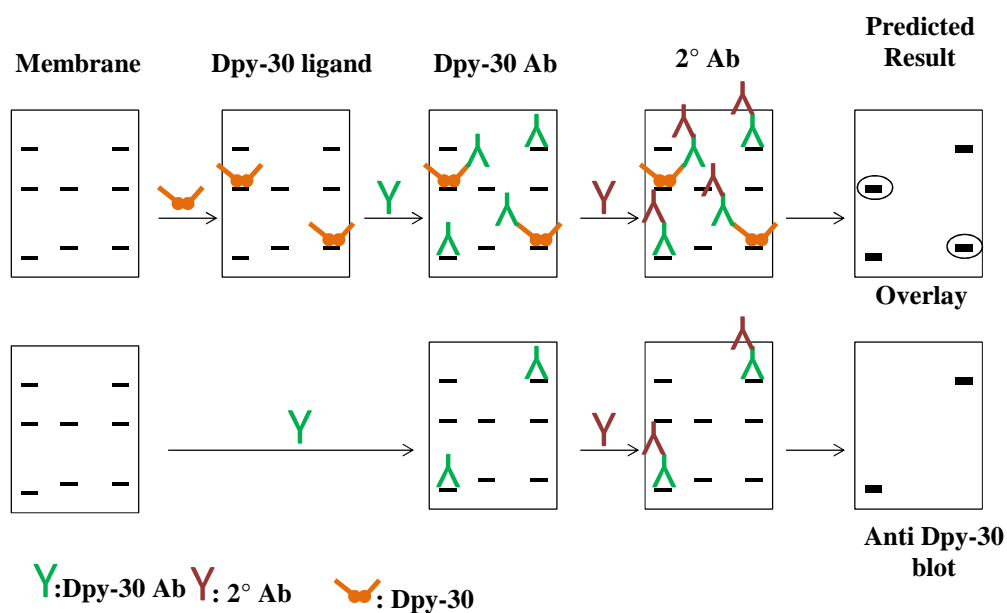 Membrane
Dpy-30 ligand
Dpy-30 Ab
2° Ab
Predicted
Result
Overlay
Anti Dpy-30
blot
:Dpy-30 Ab
: 2° Ab
: Dpy-30